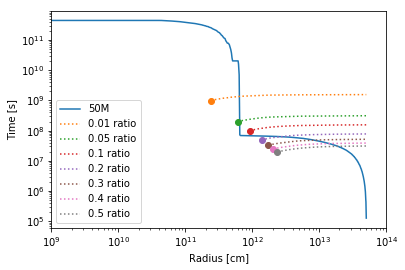 10¹¹
10¹⁰
10⁹
10⁸
10⁷
10⁶
10⁵
Time [s]
50M
0.01 ratio
0.05 ratio
0.1 ratio
0.2 ratio
0.3 ratio
0.4 ratio
0.5 ratio
10⁹ 10¹⁰ 10¹¹ 10¹² 10¹³ 10¹⁴
Radius [cm]